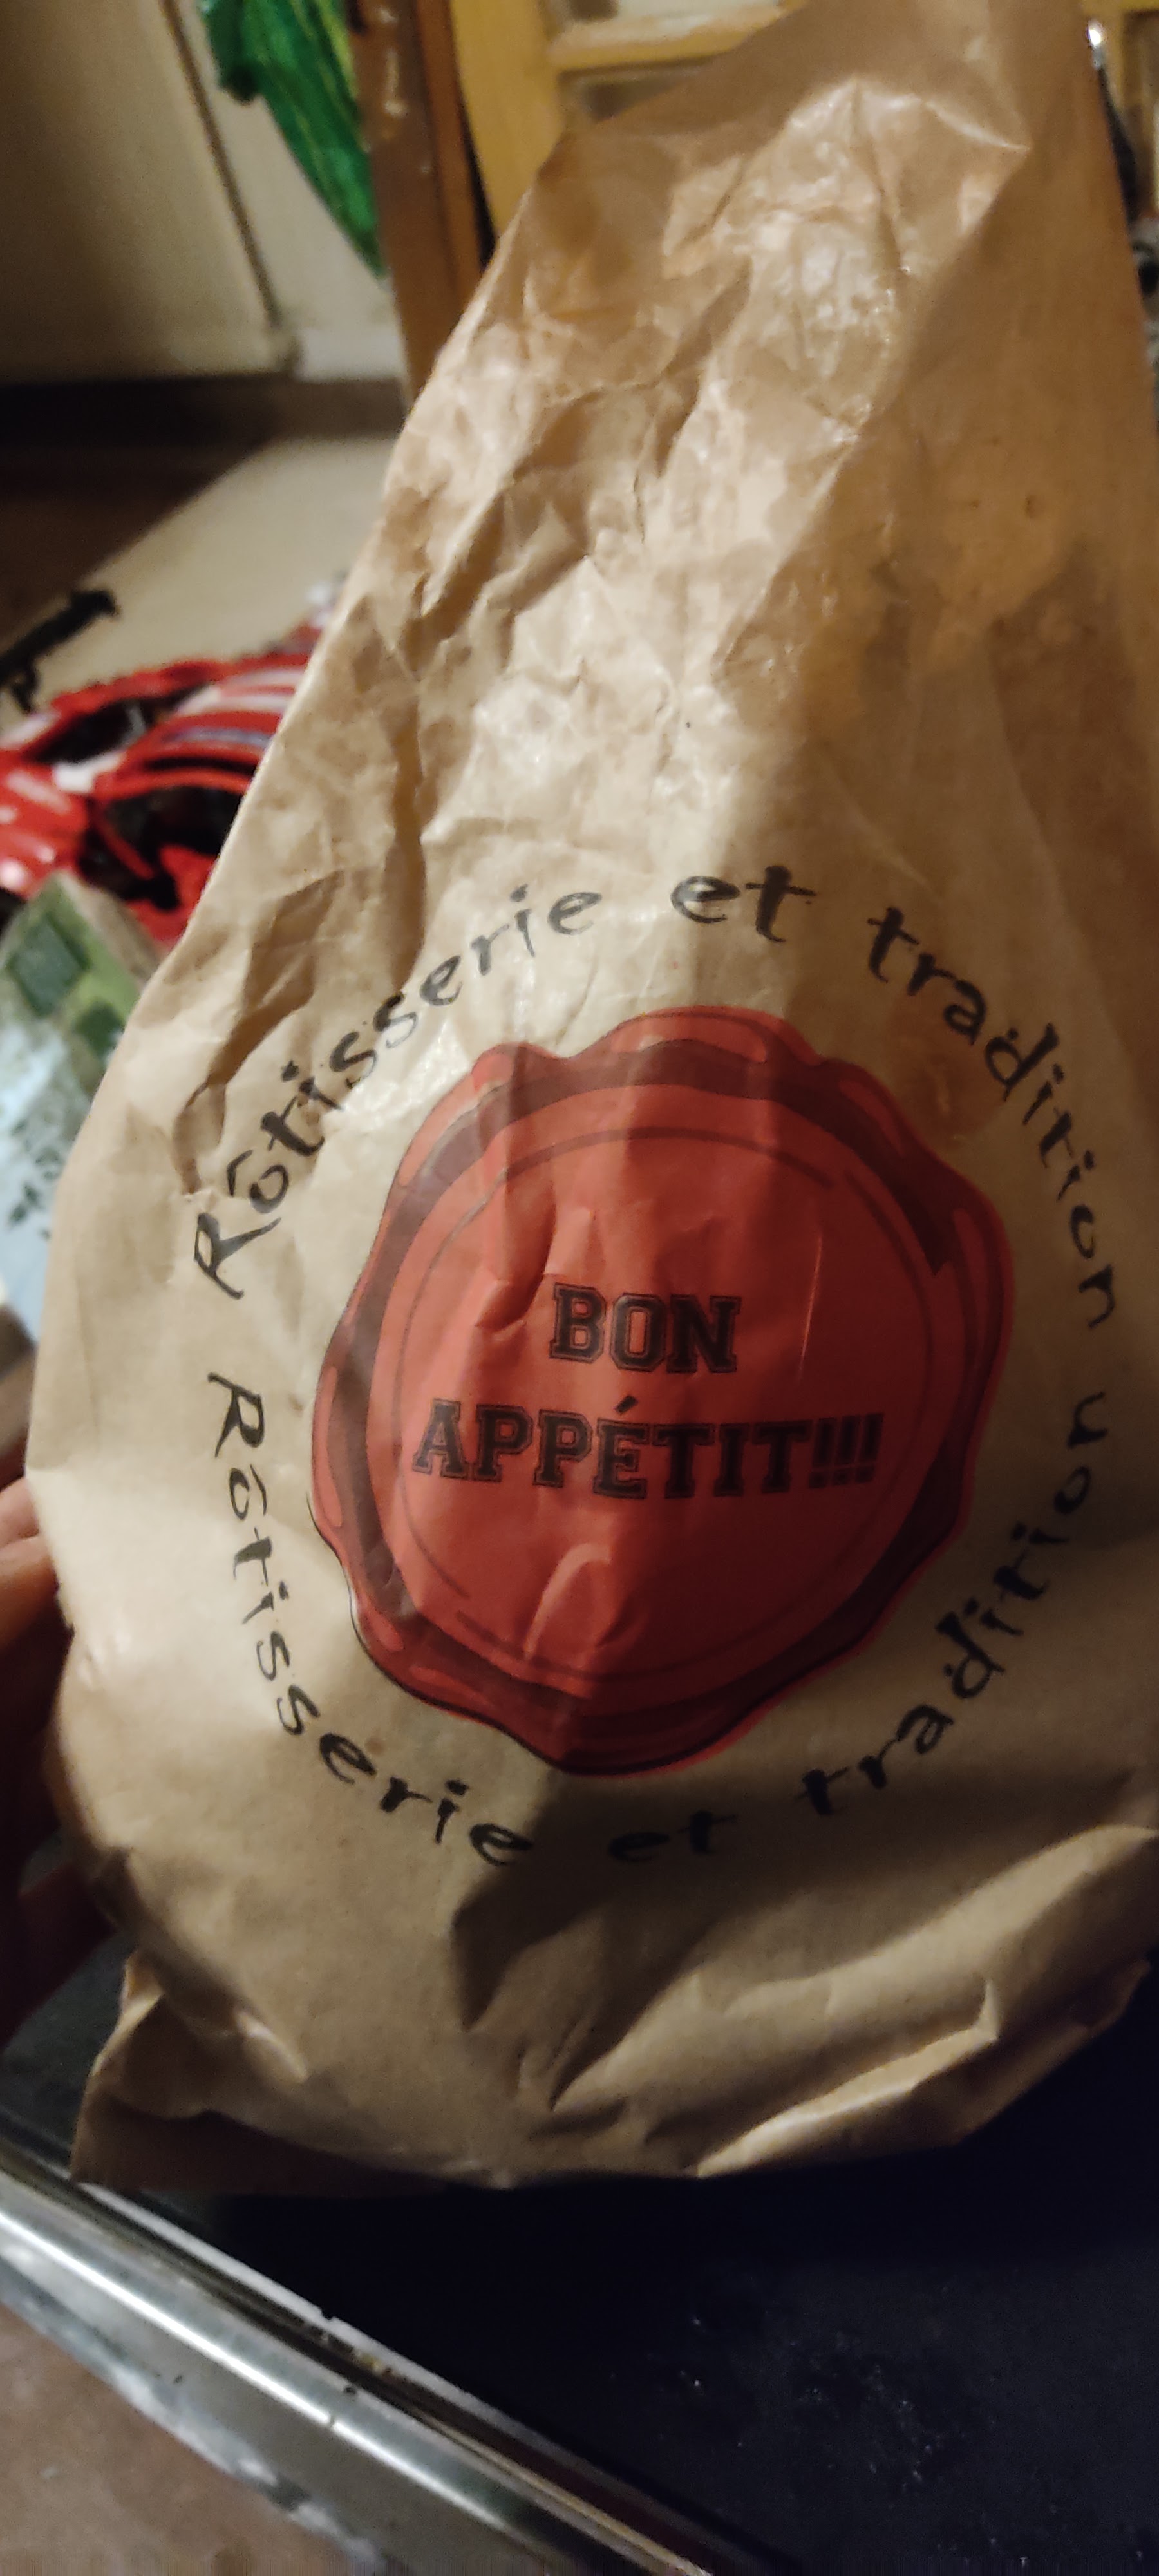 Rôtisserie et tradition
BON
APPÉTIT!!!
Rôtisserie et tradition